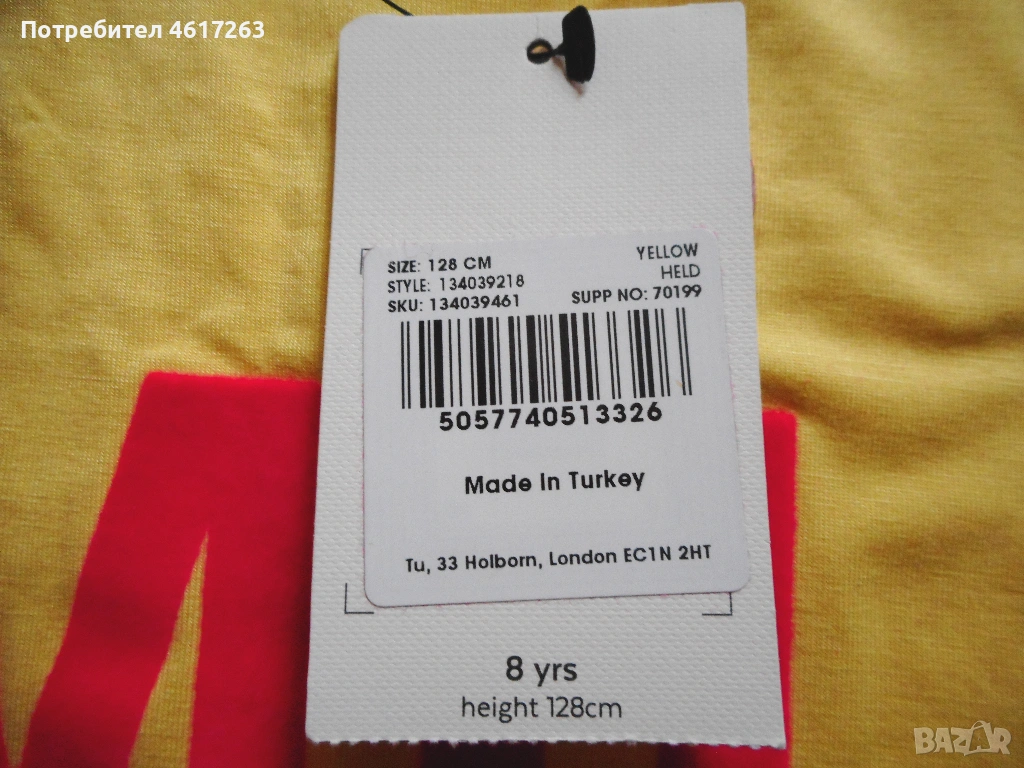 Потребител 4617263
SIZE: 128 CM
STYLE: 134039218
SKU: 134039461
YELLOW
HELD
SUPP NO: 70199
5057740513326
Made In Turkey
Tu, 33 Holborn, London EC1N 2HT
8 yrs
height 128cm
BAZAR